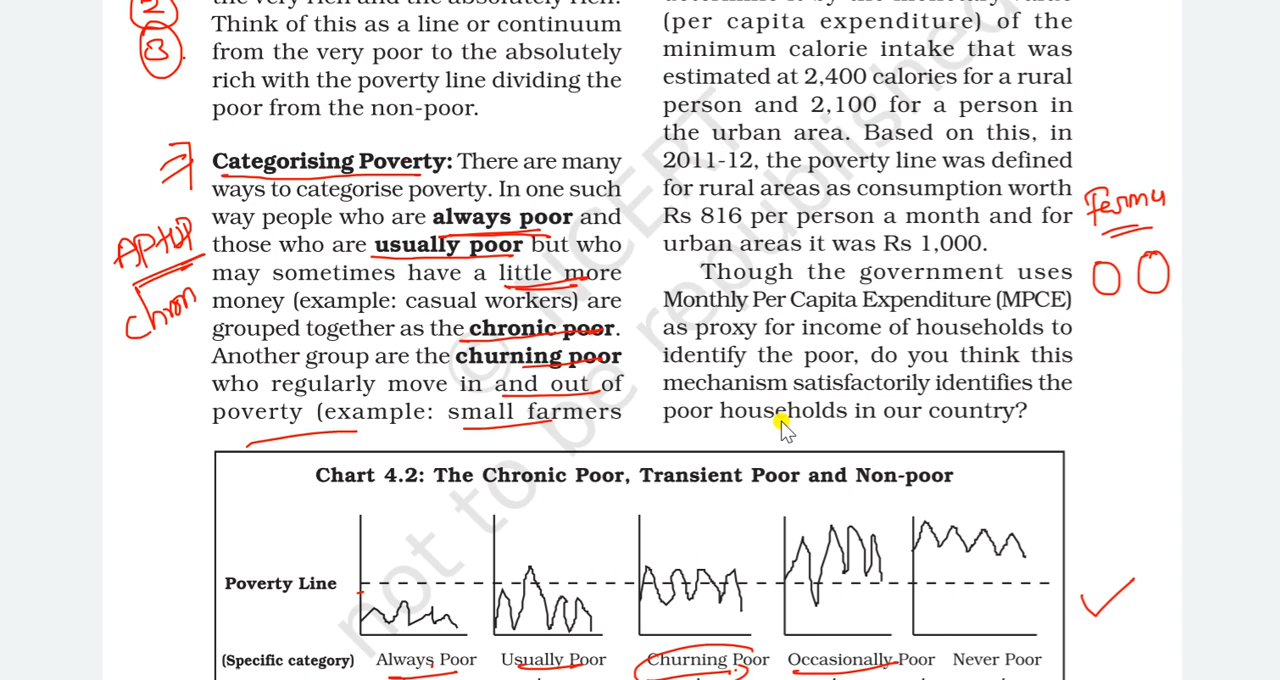 the very rich and the absolutely rich.
Think of this as a line or continuum
from the very poor to the absolutely
rich with the poverty line dividing the
poor from the non-poor.
Categorising Poverty: There are many
ways to categorise poverty. In one such
way people who are always poor and
those who are usually poor but who
may sometimes have a little more
money (example: casual workers) are
grouped together as the chronic poor.
Another group are the churning poor
who regularly move in and out of
poverty (example: small farmers
(per capita expenditure) of the
minimum calorie intake that was
estimated at 2,400 calories for a rural
person and 2,100 for a person in
the urban area. Based on this, in
2011-12, the poverty line was defined
for rural areas as consumption worth
Rs 816 per person a month and for
urban areas it was Rs 1,000.
Though the government uses
Monthly Per Capita Expenditure (MPCE)
as proxy for income of households to
identify the poor, do you think this
mechanism satisfactorily identifies the
poor households in our country?
Chart 4.2: The Chronic Poor, Transient Poor and Non-poor
Poverty Line
(Specific category) Always Poor Usually Poor Churning Poor Occasionally Poor Never Poor
© NCERT
not to be republished
2
3
Chron